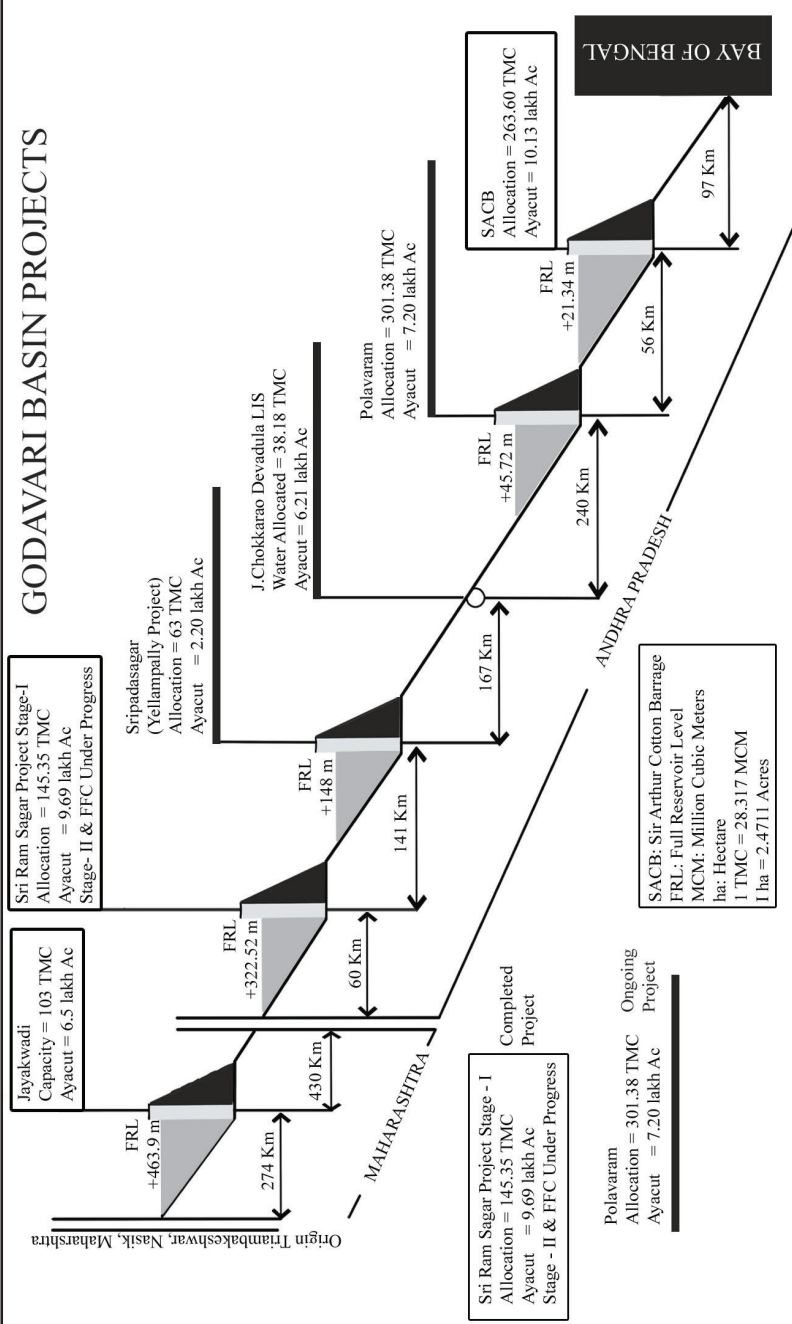 GODAVARI BASIN PROJECTS
Jayakwadi
Capacity = 103 TMC
Ayacut = 6.5 lakh Ac
Sri Ram Sagar Project Stage-I
Allocation = 145.35 TMC
Ayacut = 9.69 lakh Ac
Stage- II & FFC Under Progress
Sripadasagar
(Yellampally Project)
Allocation = 63 TMC
Ayacut = 2.20 lakh Ac
J.Chokkarao Devadula LIS
Water Allocated = 38.18 TMC
Ayacut = 6.21 lakh Ac
Polavaram
Allocation = 301.38 TMC
Ayacut = 7.20 lakh Ac
SACB
Allocation = 263.60 TMC
Ayacut = 10.13 lakh Ac
BAY OF BENGAL
Origin Triambakeshwar, Nasik, Maharshtra
FRL
+463.9 m
FRL
+322.52 m
FRL
+148 m
FRL
+45.72 m
FRL
+21.34 m
274 Km
430 Km
60 Km
141 Km
167 Km
240 Km
56 Km
97 Km
MAHARASHTRA
ANDHRA PRADESH
Sri Ram Sagar Project Stage - I
Allocation = 145.35 TMC
Ayacut = 9.69 lakh Ac
Stage - II & FFC Under Progress
Completed
Project
Polavaram
Allocation = 301.38 TMC
Ayacut = 7.20 lakh Ac
Ongoing
Project
SACB: Sir Arthur Cotton Barrage
FRL: Full Reservoir Level
MCM: Million Cubic Meters
ha: Hectare
1 TMC = 28.317 MCM
I ha = 2.4711 Acres